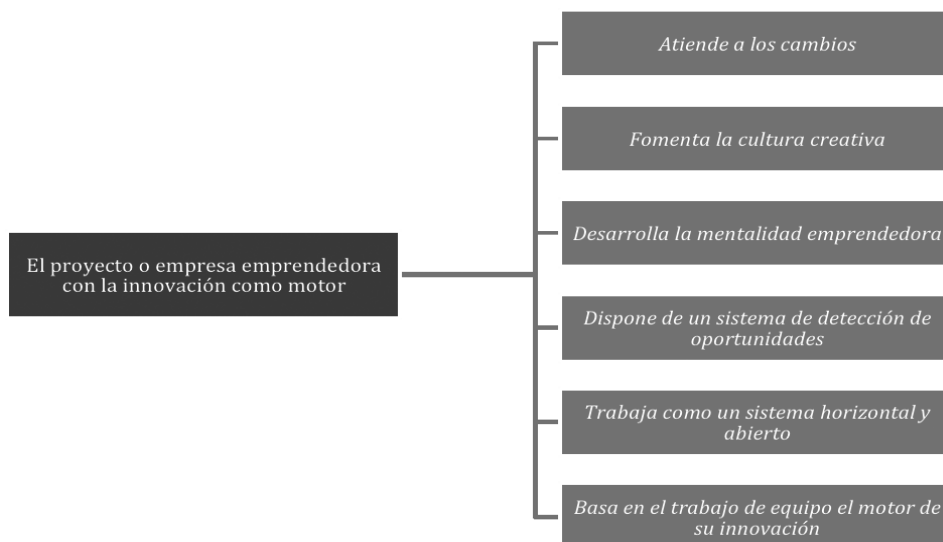 Atiende a los cambios
Fomenta la cultura creativa
Desarrolla la mentalidad emprendedora
El proyecto o empresa emprendedora
con la innovación como motor
Dispone de un sistema de detección de
oportunidades
Trabaja como un sistema horizontal y
abierto
Basa en el trabajo de equipo el motor de
su innovación